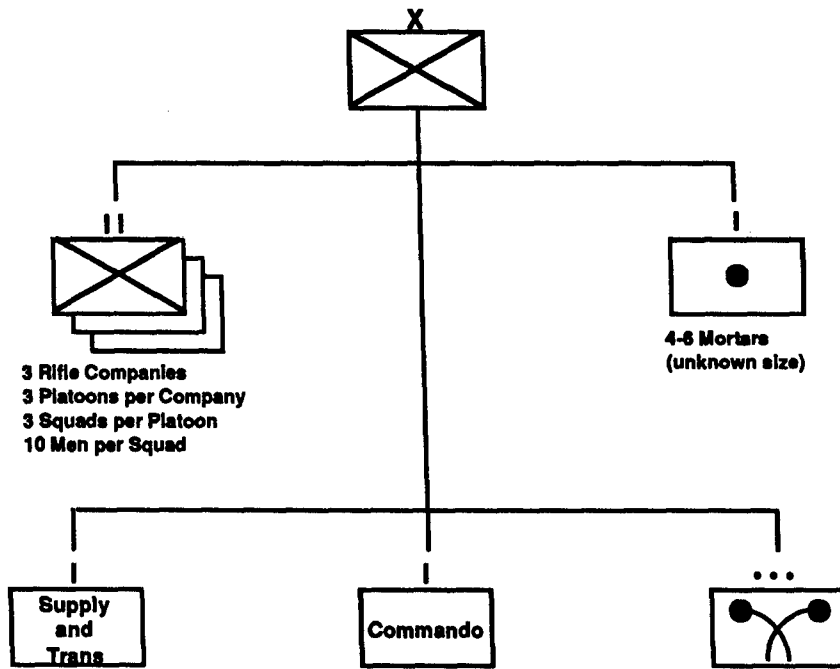 X
II
I
3 Rifle Companies
3 Platoons per Company
3 Squads per Platoon
10 Men per Squad
4-6 Mortars
(unknown size)
I
I
•••
Supply
and
Trans
Commando